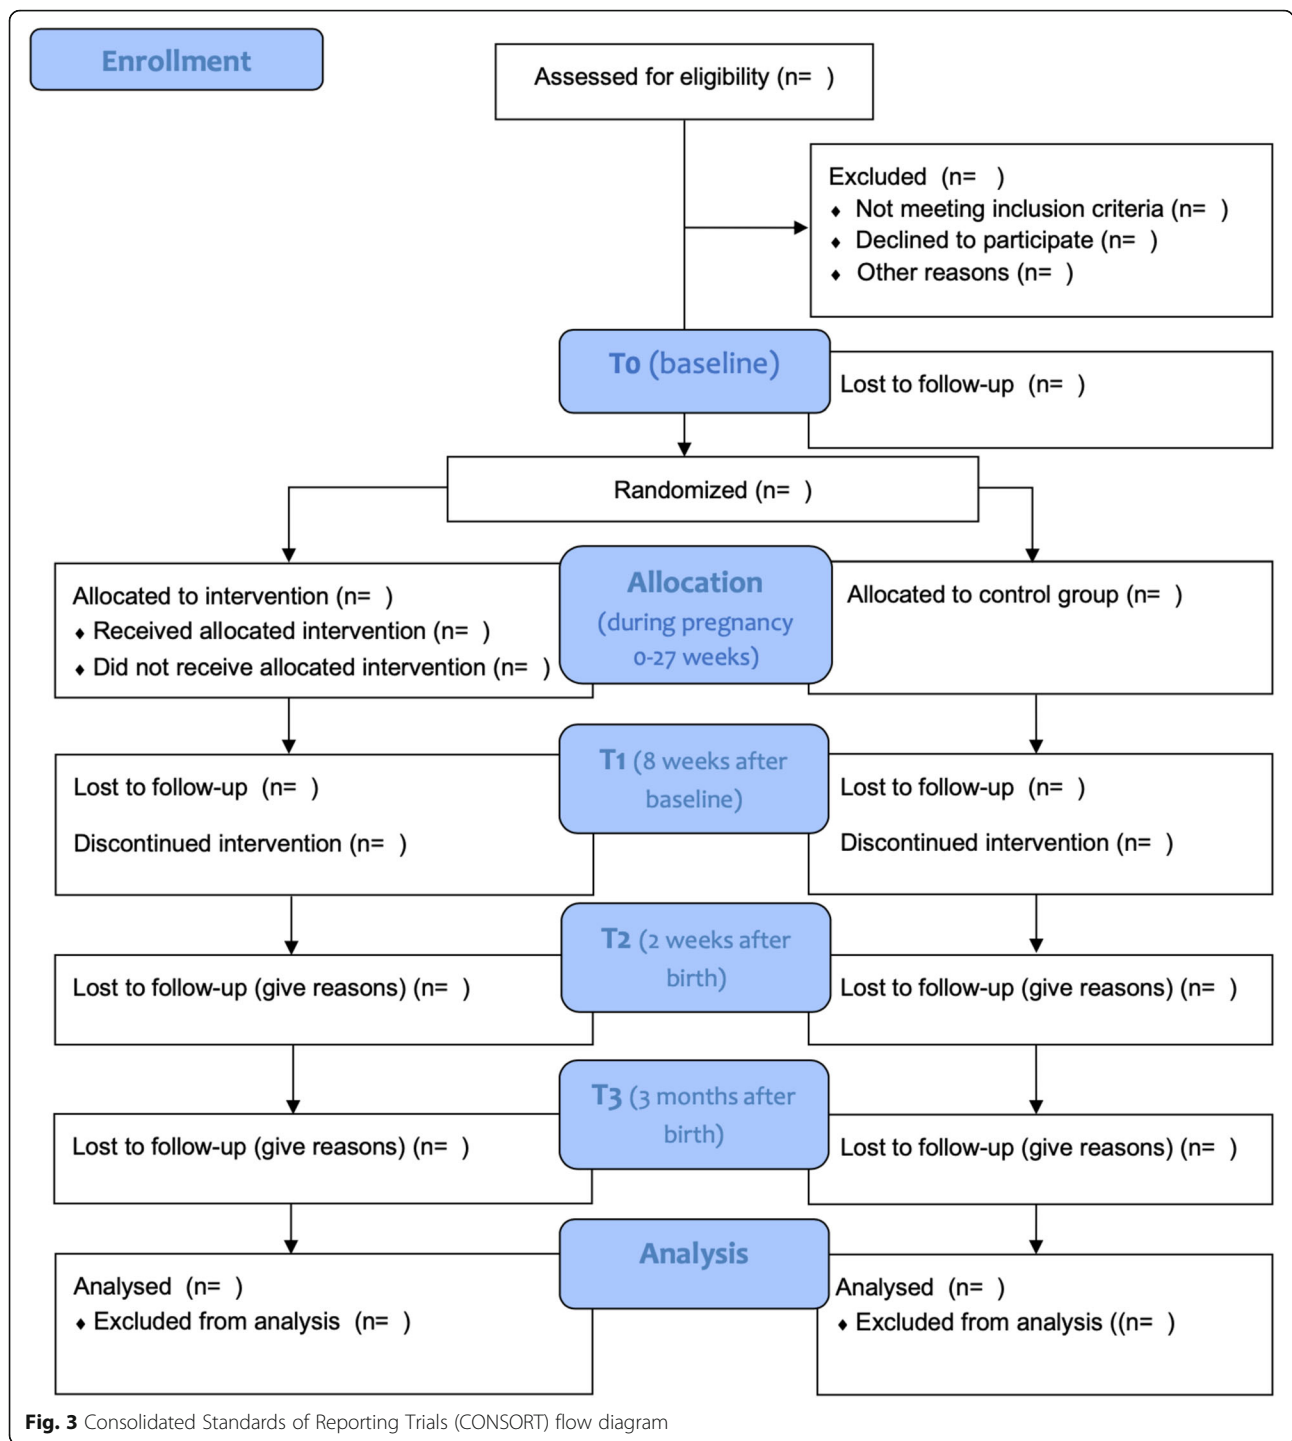 Enrollment
Assessed for eligibility (n=  )
Excluded  (n=  )
♦ Not meeting inclusion criteria (n=  )
♦ Declined to participate (n=  )
♦ Other reasons (n=  )
T0 (baseline)
Lost to follow-up  (n=  )
Randomized (n=  )
Allocated to intervention (n=  )
♦ Received allocated intervention (n=  )
♦ Did not receive allocated intervention (n=  )
Allocation
(during pregnancy
0-27 weeks)
Allocated to control group (n=  )
Lost to follow-up  (n=  )
Discontinued intervention (n=  )
T1 (8 weeks after
baseline)
Lost to follow-up  (n=  )
Discontinued intervention (n=  )
Lost to follow-up (give reasons) (n=  )
T2 (2 weeks after
birth)
Lost to follow-up (give reasons) (n=  )
Lost to follow-up (give reasons) (n=  )
T3 (3 months after
birth)
Lost to follow-up (give reasons) (n=  )
Analysed  (n=  )
♦ Excluded from analysis  (n=  )
Analysis
Analysed  (n=  )
♦ Excluded from analysis ((n=  )
Fig. 3 Consolidated Standards of Reporting Trials (CONSORT) flow diagram